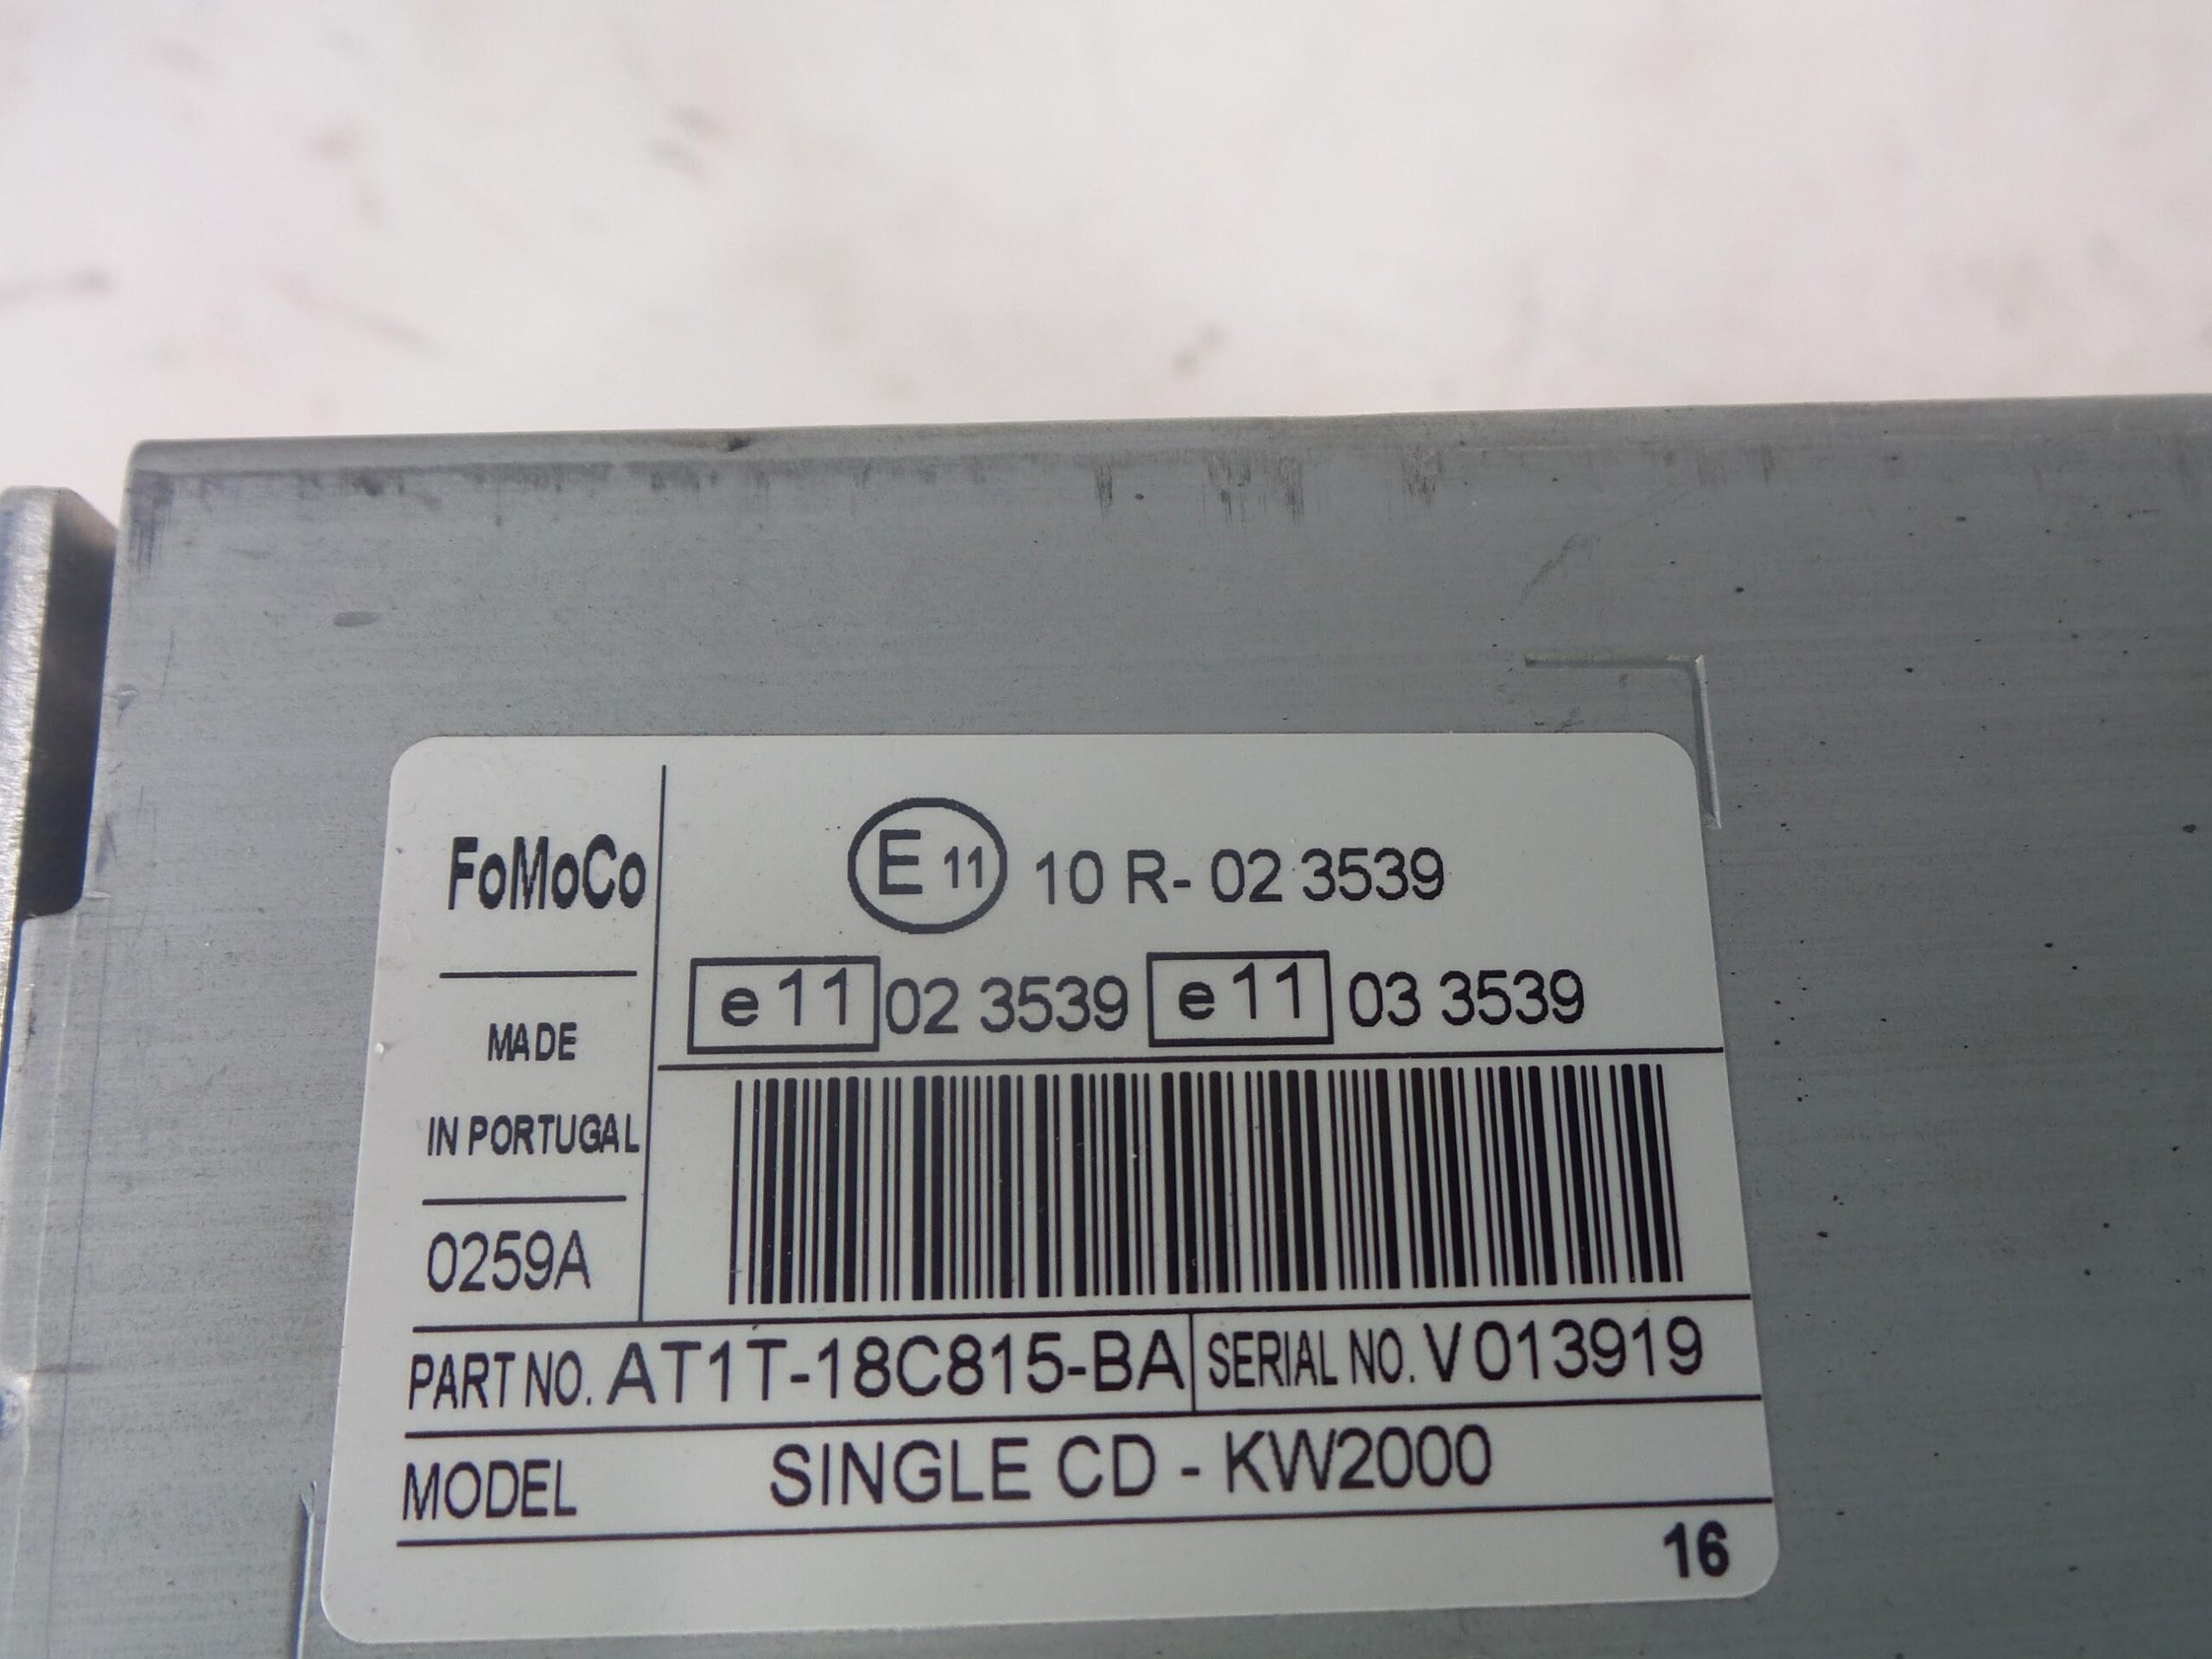 FoMoCo
MADE
IN PORTUGAL
0259A
E 11 10 R- 02 3539
e 11 02 3539 e 11 03 3539
PART NO. AT1T-18C815-BA SERIAL NO. V013919
MODEL SINGLE CD - KW2000
16